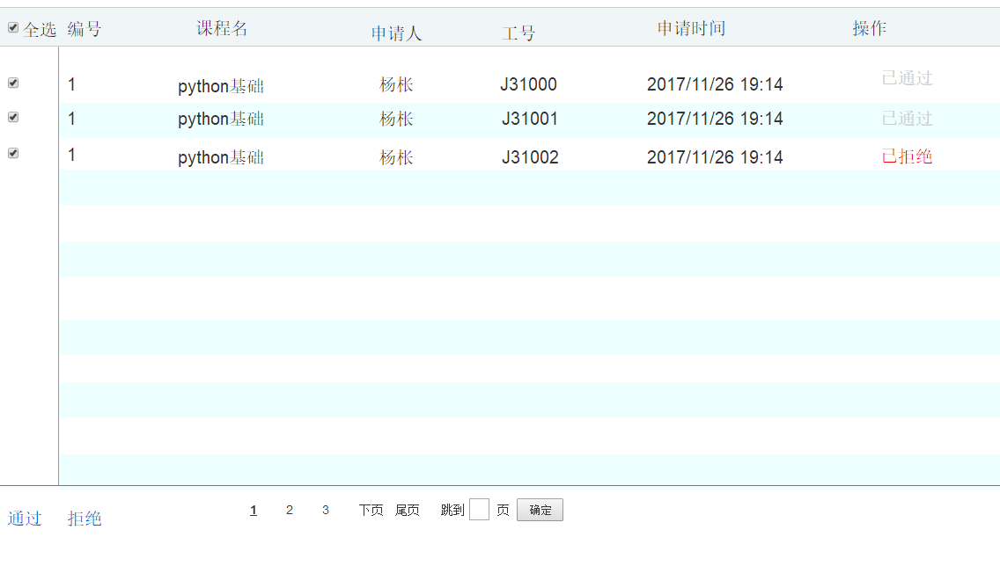 全选 编号 课程名 申请人 工号 申请时间 操作
1 python基础 杨枨 J31000 2017/11/26 19:14 已通过
1 python基础 杨枨 J31001 2017/11/26 19:14 已通过
1 python基础 杨枨 J31002 2017/11/26 19:14 已拒绝
通过 拒绝 1 2 3 下页 尾页 跳到 页 确定